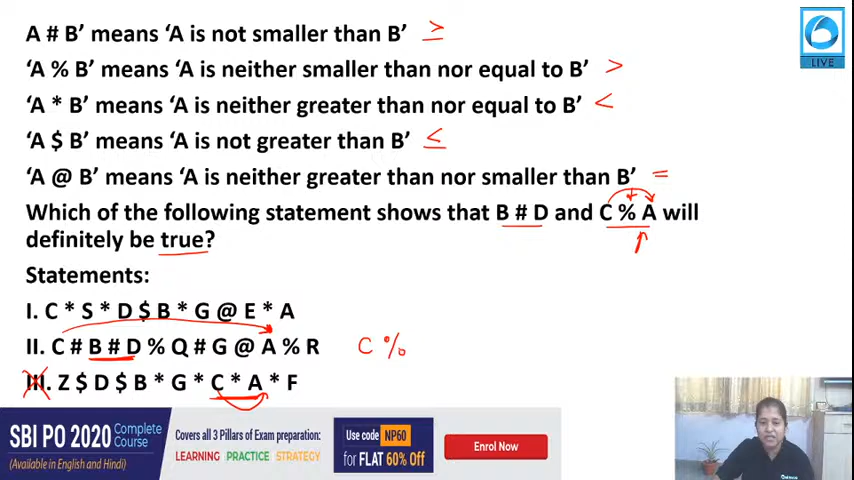 A # B’ means ‘A is not smaller than B’ ≥
‘A % B’ means ‘A is neither smaller than nor equal to B’ >
‘A * B’ means ‘A is neither greater than nor equal to B’ <
‘A $ B’ means ‘A is not greater than B’ ≤
‘A @ B’ means ‘A is neither greater than nor smaller than B’ =
Which of the following statement shows that B # D and C % A will
definitely be true?
Statements:
I. C * S * D $ B * G @ E * A
II. C # B # D % Q # G @ A % R C %
III. Z $ D $ B * G * C * A * F
LIVE
SBI PO 2020 Complete Course
(Available in English and Hindi)
Covers all 3 Pillars of Exam preparation:
LEARNING PRACTICE STRATEGY
Use code NP60
for FLAT 60% Off
Enrol Now